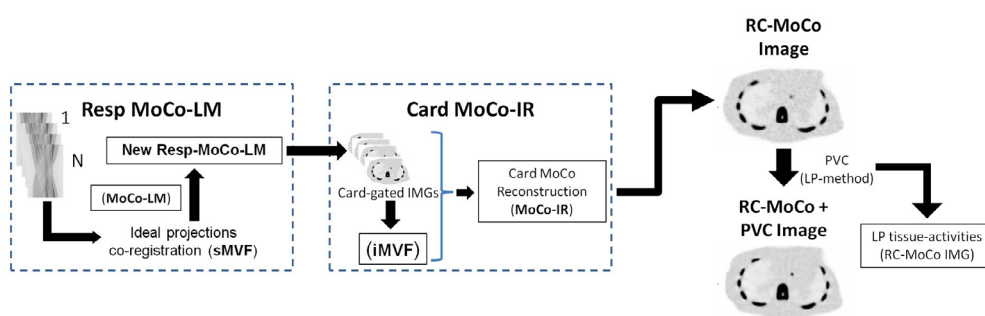 Resp MoCo-LM
1
N
New Resp-MoCo-LM
(MoCo-LM)
Ideal projections
co-registration (sMVF)
Card MoCo-IR
Card-gated IMGs
(iMVF)
Card MoCo
Reconstruction
(MoCo-IR)
RC-MoCo
Image
PVC
(LP-method)
RC-MoCo +
PVC Image
LP tissue-activities
(RC-MoCo IMG)